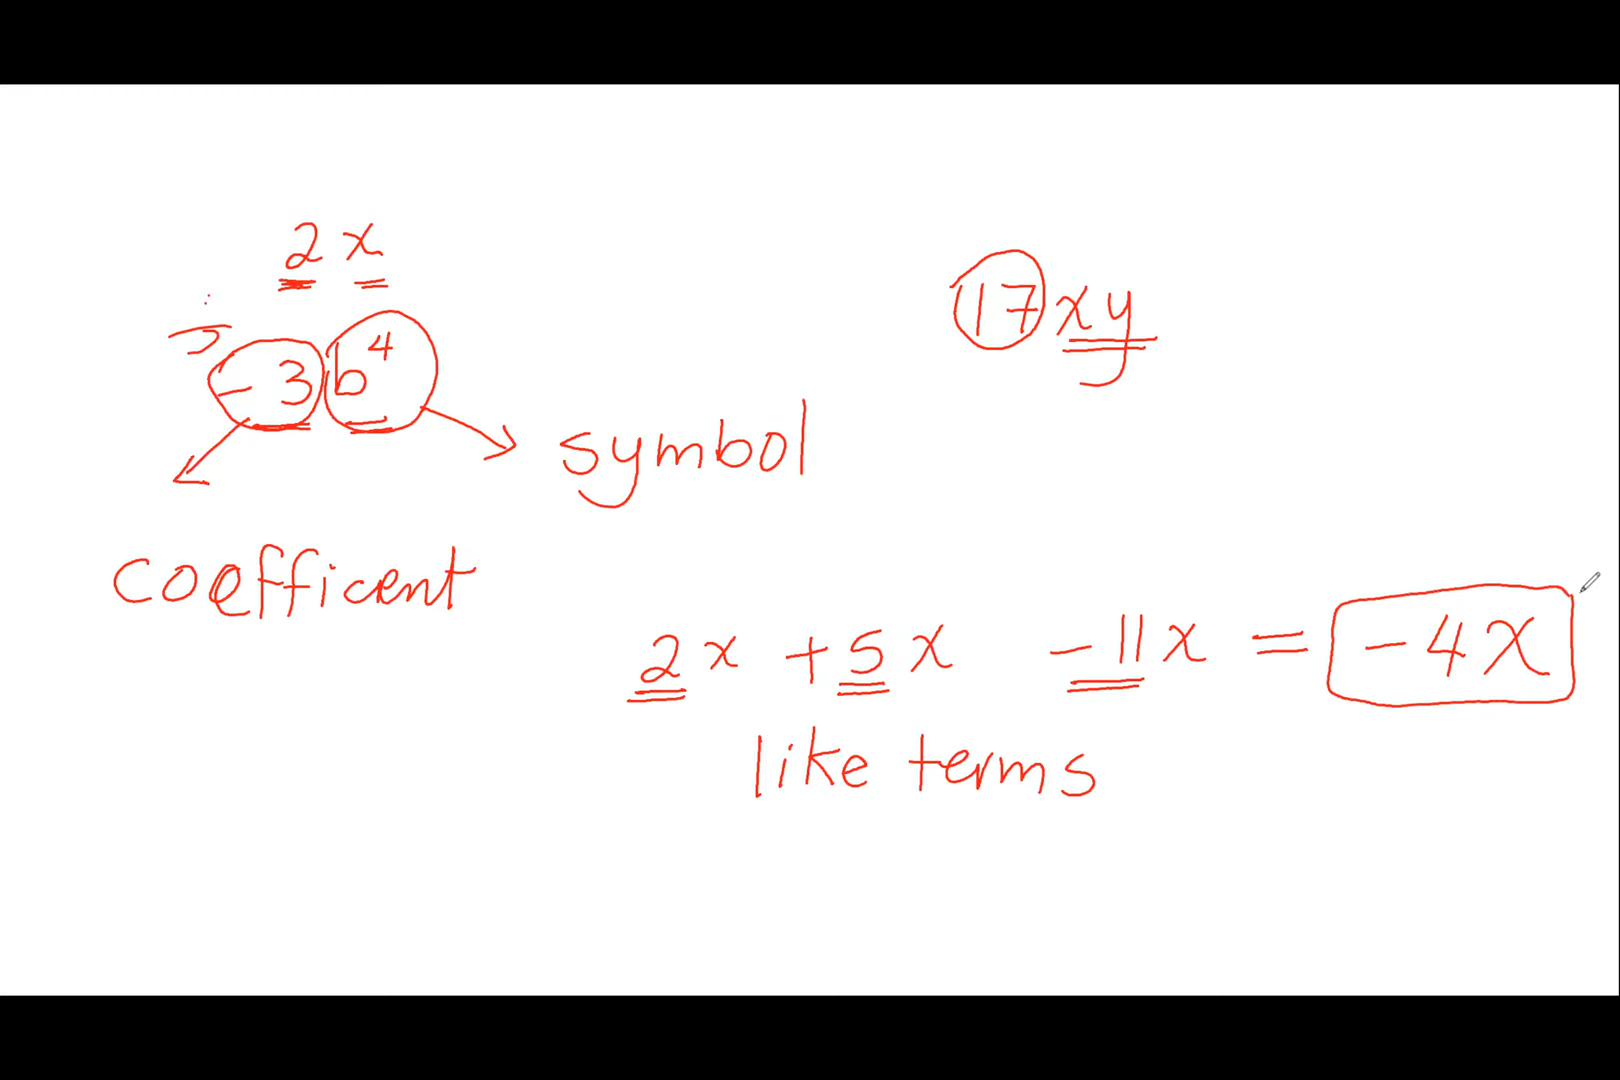 2x
17xy
-3b⁴
symbol
coefficent
2x +5x -11x = -4x
like terms